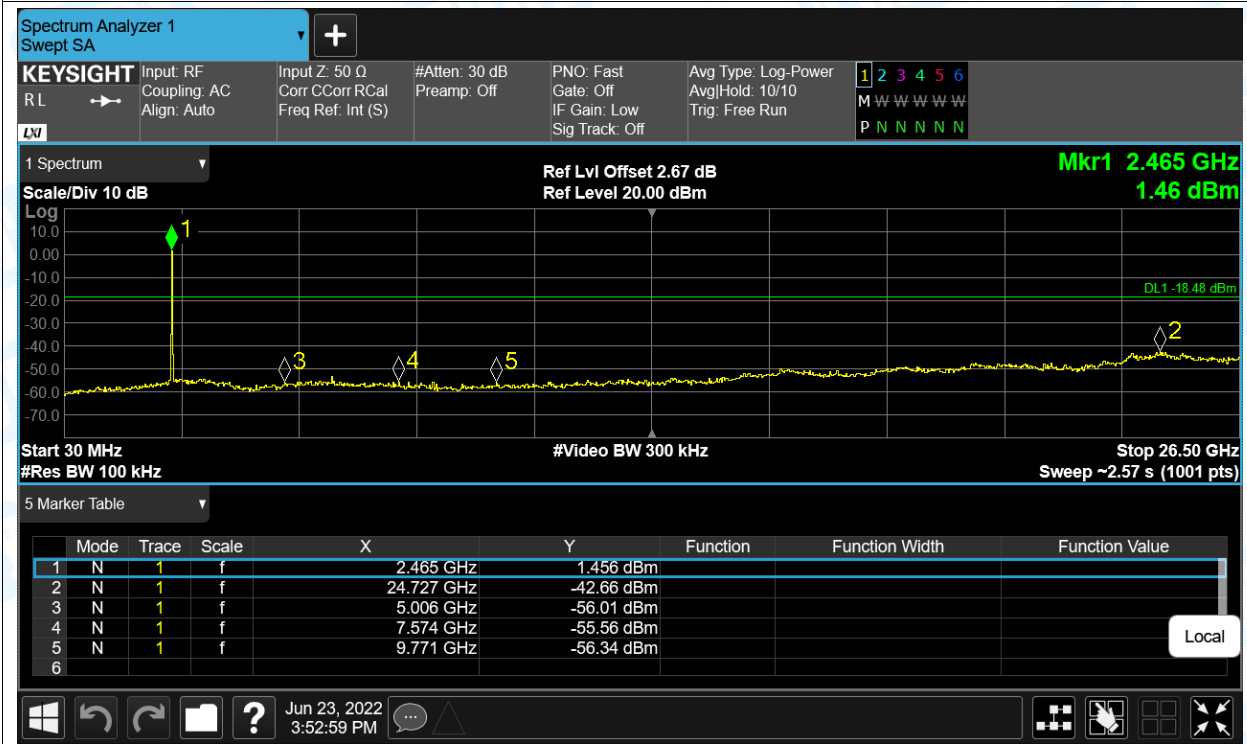 Spectrum Analyzer 1
Swept SA
+
KEYSIGHT Input: RF Input Z: 50 Ω #Atten: 30 dB PNO: Fast Avg Type: Log-Power 1 2 3 4 5 6
R L Coupling: AC Corr CCorr RCal Preamp: Off Gate: Off Avg|Hold: 10/10 M W W W W W W
Align: Auto Freq Ref: Int (S) IF Gain: Low Trig: Free Run
LXI Sig Track: Off P N N N N N N
1 Spectrum
Ref Lvl Offset 2.67 dB Mkr1 2.465 GHz
Scale/Div 10 dB Ref Level 20.00 dBm 1.46 dBm
Log
10.0
0.00
-10.0
-20.0
-30.0
-40.0
-50.0
-60.0
-70.0
1
DL1 -18.48 dBm
2
3
4
5
Start 30 MHz #Video BW 300 kHz Stop 26.50 GHz
#Res BW 100 kHz Sweep ~2.57 s (1001 pts)
5 Marker Table
Mode Trace Scale X Y Function Function Width Function Value
1 N 1 f 2.465 GHz 1.456 dBm
2 N 1 f 24.727 GHz -42.66 dBm
3 N 1 f 5.006 GHz -56.01 dBm
4 N 1 f 7.574 GHz -55.56 dBm
5 N 1 f 9.771 GHz -56.34 dBm
6
Local
?
Jun 23, 2022
3:52:59 PM